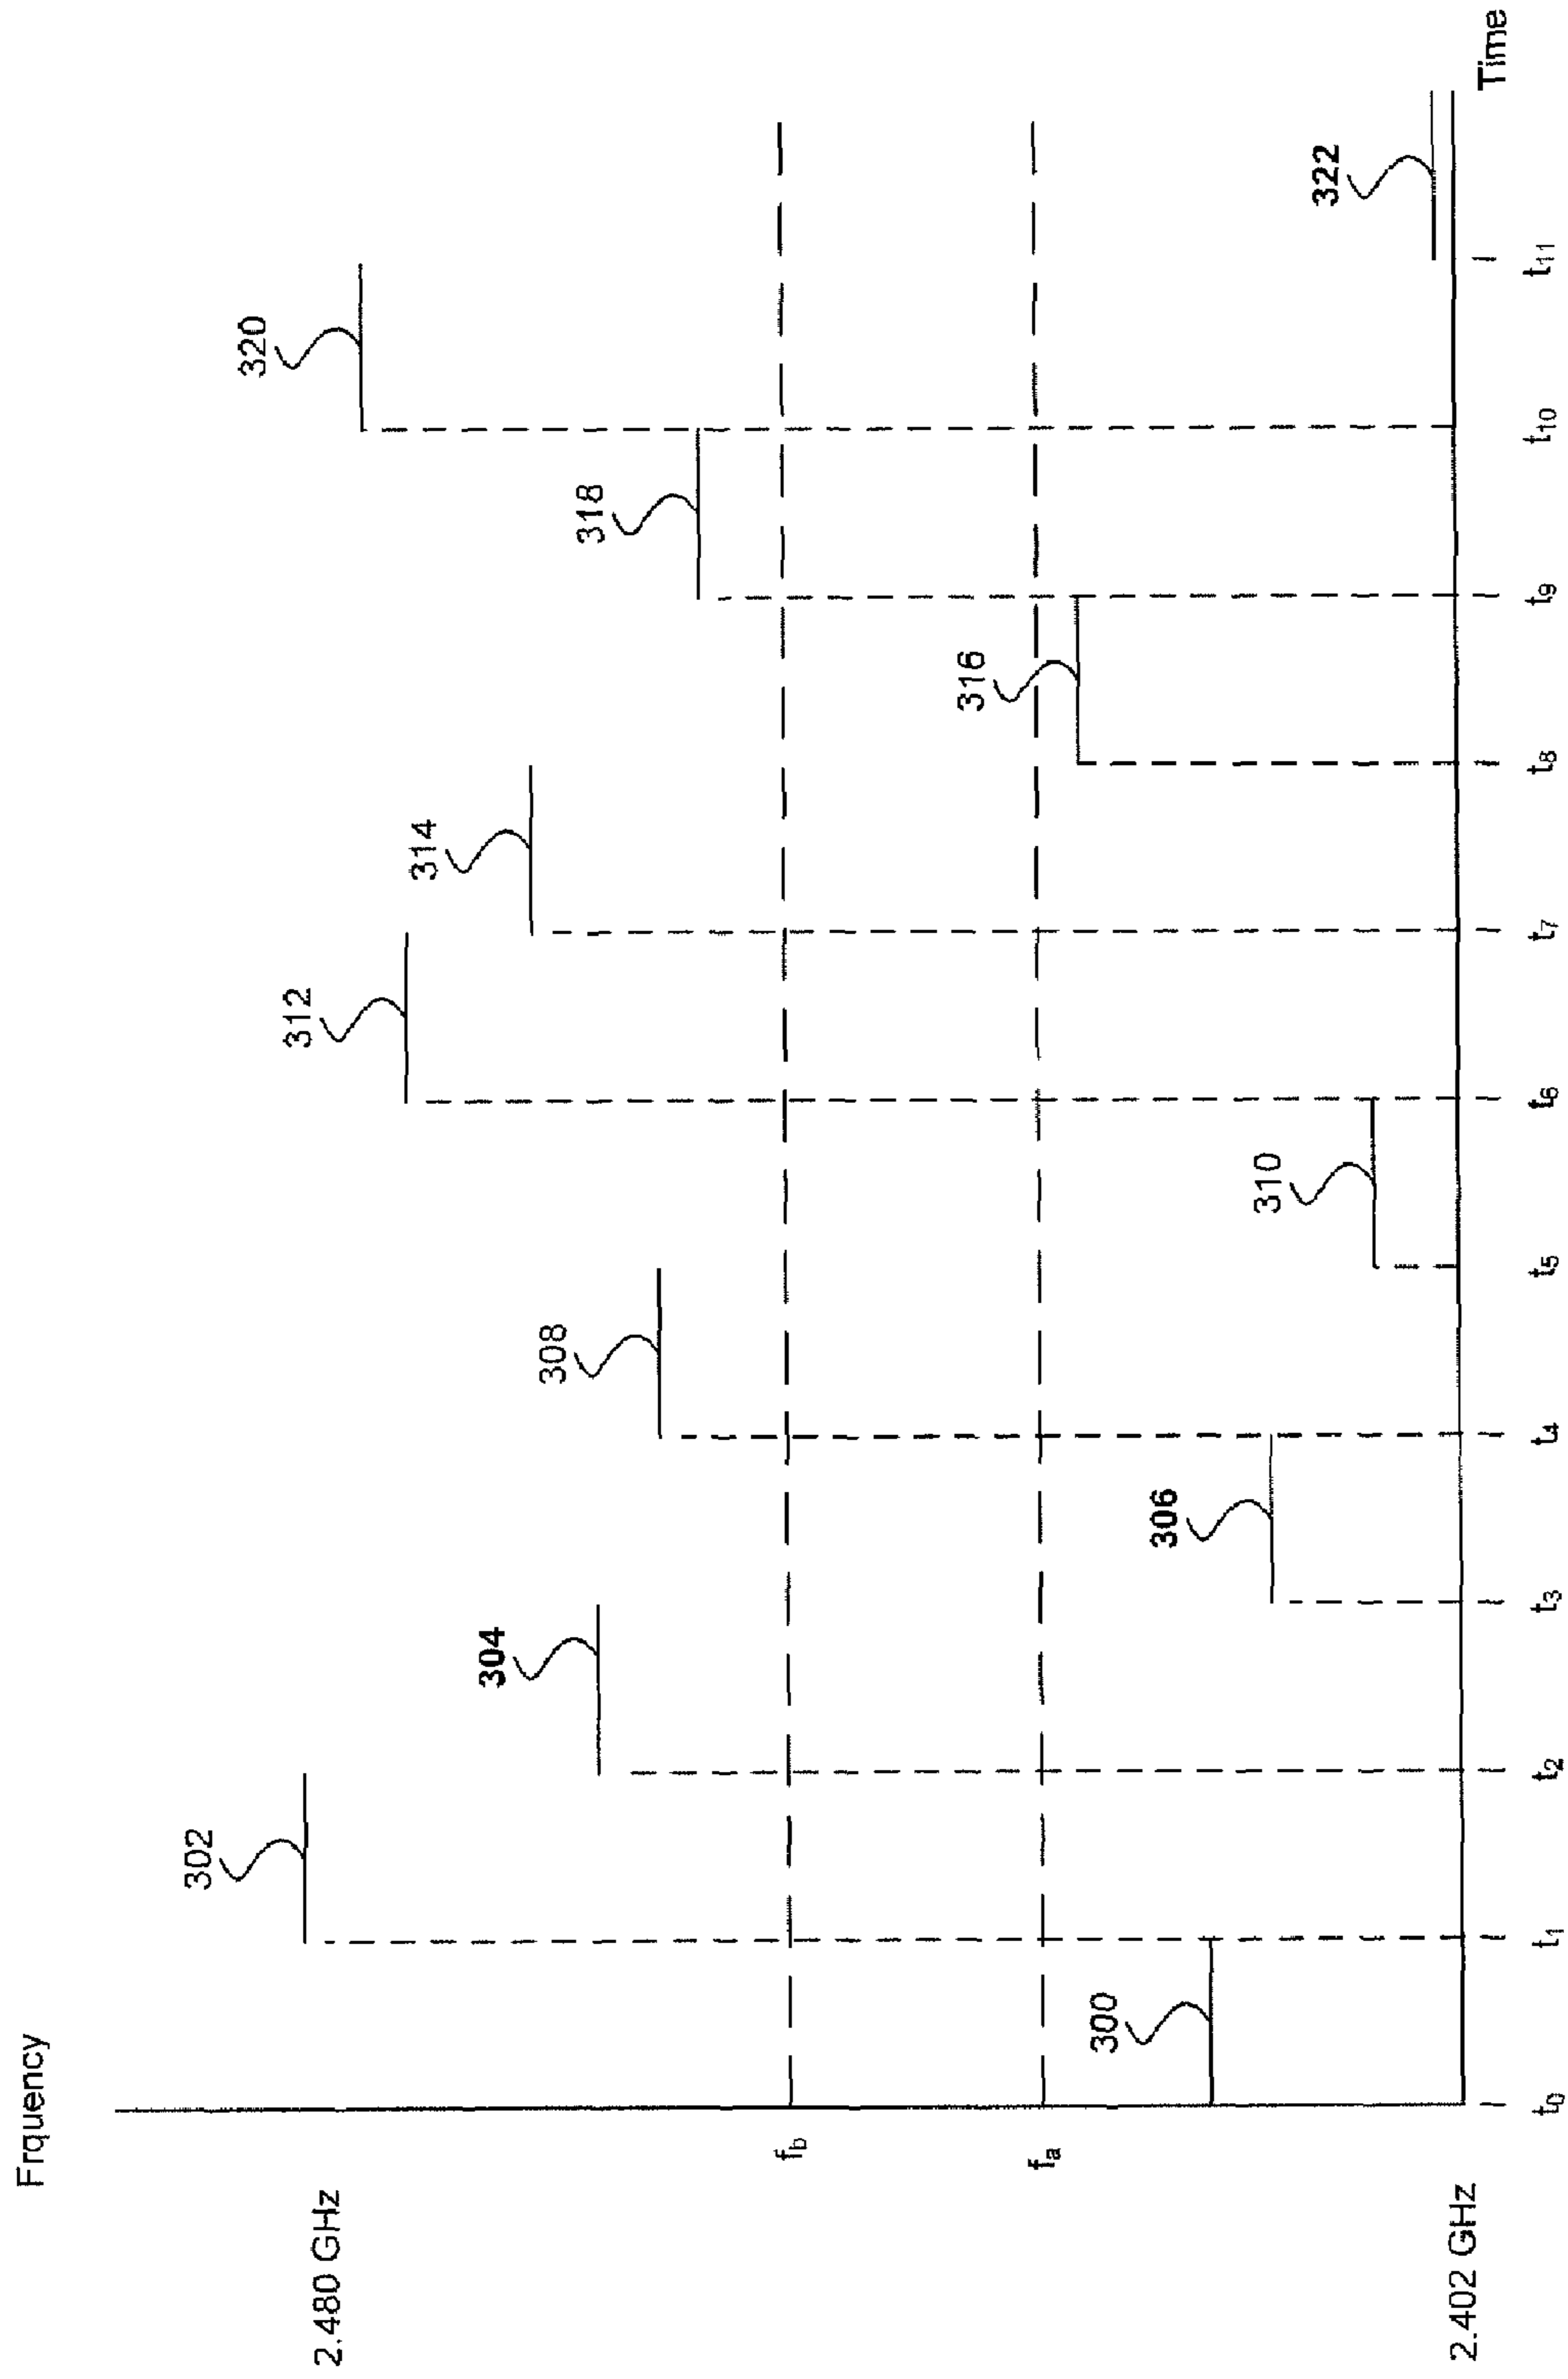 Frquency
2.480 GHz
302
320
312
314
304
308
318
f_b
316
f_a
300
306
310
322
2.402 GHz
t_0 t_1 t_2 t_3 t_4 t_5 t_6 t_7 t_8 t_9 t_10 t_11
Time